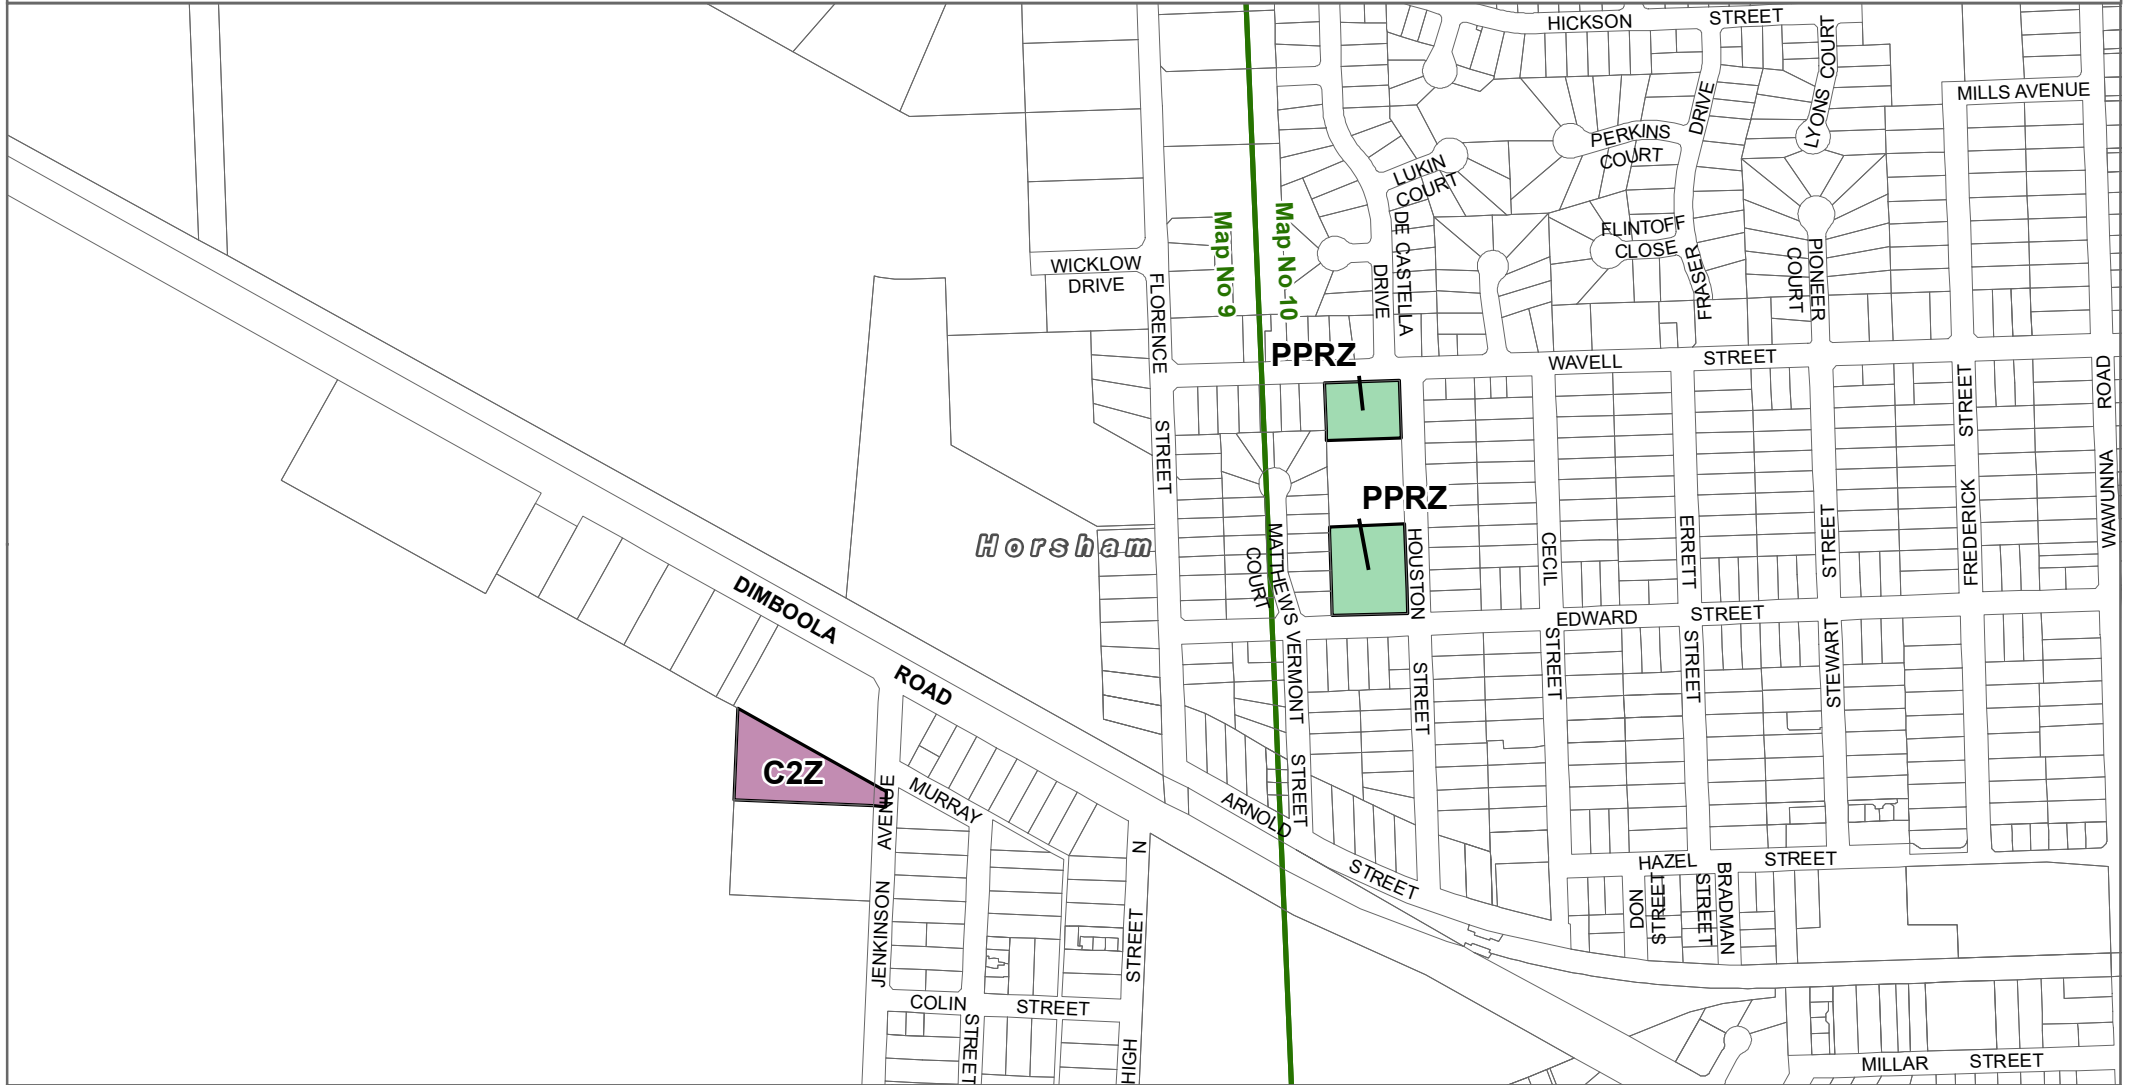 HICKSON STREET
LYONS COURT
MILLS AVENUE
DRIVE
FRASER
PERKINS
COURT
LUKIN
COURT
FLINTOFF
CLOSE
PIONEER
COURT
DE CASTELLA
DRIVE
Map No 9
Map No 10
WICKLOW
DRIVE
FLORENCE
STREET
PPRZ
WAVELL STREET
PPRZ
Horsham
MATTHEWS
COURT
HOUSTON
STREET
CECIL
STREET
ERRETT
STREET
STEWART
STREET
FREDERICK
STREET
WAWUNNA
ROAD
EDWARD STREET
VERMONT
STREET
DIMBOOLA
ROAD
C2Z
MURRAY
JENKINSON
AVENUE
ARNOLD
STREET
HIGH
STREET
N
HAZEL STREET
DON
STREET
BRADMAN
STREET
COLIN STREET
STREET
MILLAR STREET